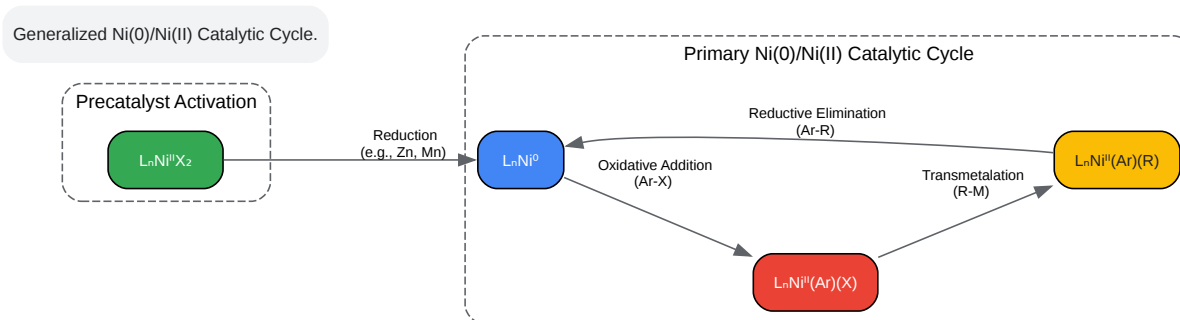 Generalized Ni(0)/Ni(II) Catalytic Cycle.
Primary Ni(0)/Ni(II) Catalytic Cycle
Precatalyst Activation
LₙNiᴵᴵX₂
Reduction
(e.g., Zn, Mn)
LₙNi⁰
Reductive Elimination
(Ar-R)
Oxidative Addition
(Ar-X)
Transmetalation
(R-M)
LₙNiᴵᴵ(Ar)(R)
LₙNiᴵᴵ(Ar)(X)